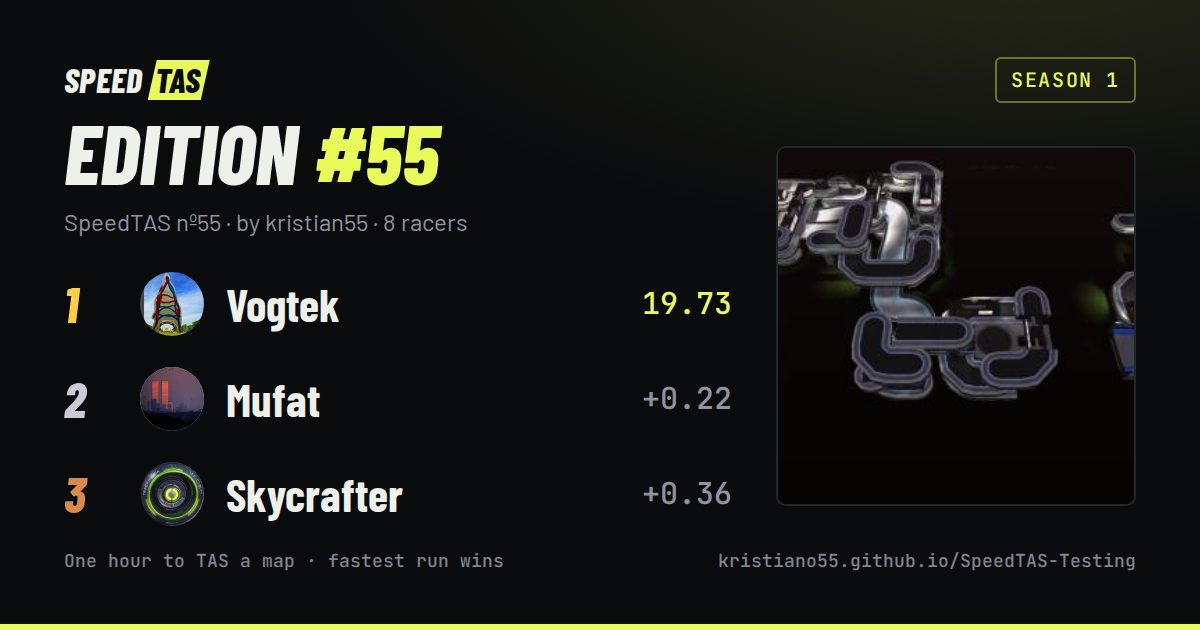 SPEED TAS
SEASON 1
EDITION #55
SpeedTAS nº55 · by kristian55 · 8 racers
1 Vogtek 19.73
2 Mufat +0.22
3 Skycrafter +0.36
One hour to TAS a map · fastest run wins
kristiano55.github.io/SpeedTAS-Testing